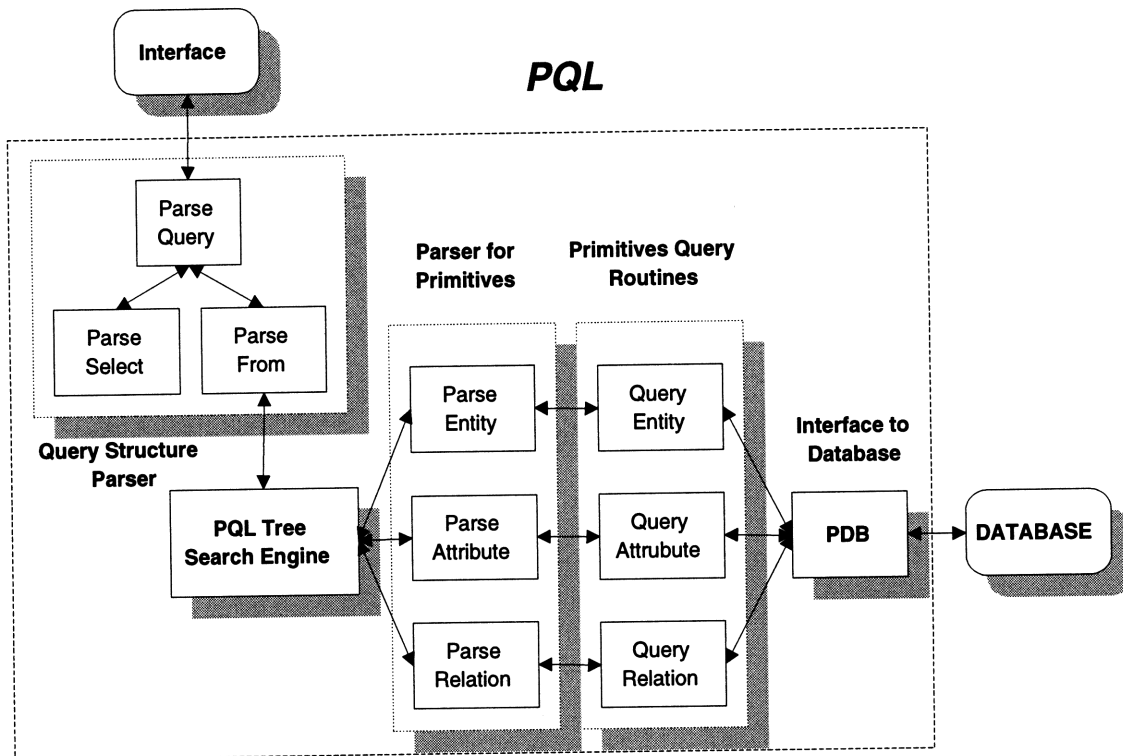 Interface
PQL
Parse
Query
Parse
Select
Parse
From
Query Structure
Parser
PQL Tree
Search Engine
Parser for
Primitives
Parse
Entity
Parse
Attribute
Parse
Relation
Primitives Query
Routines
Query
Entity
Query
Attrubute
Query
Relation
Interface to
Database
PDB
DATABASE